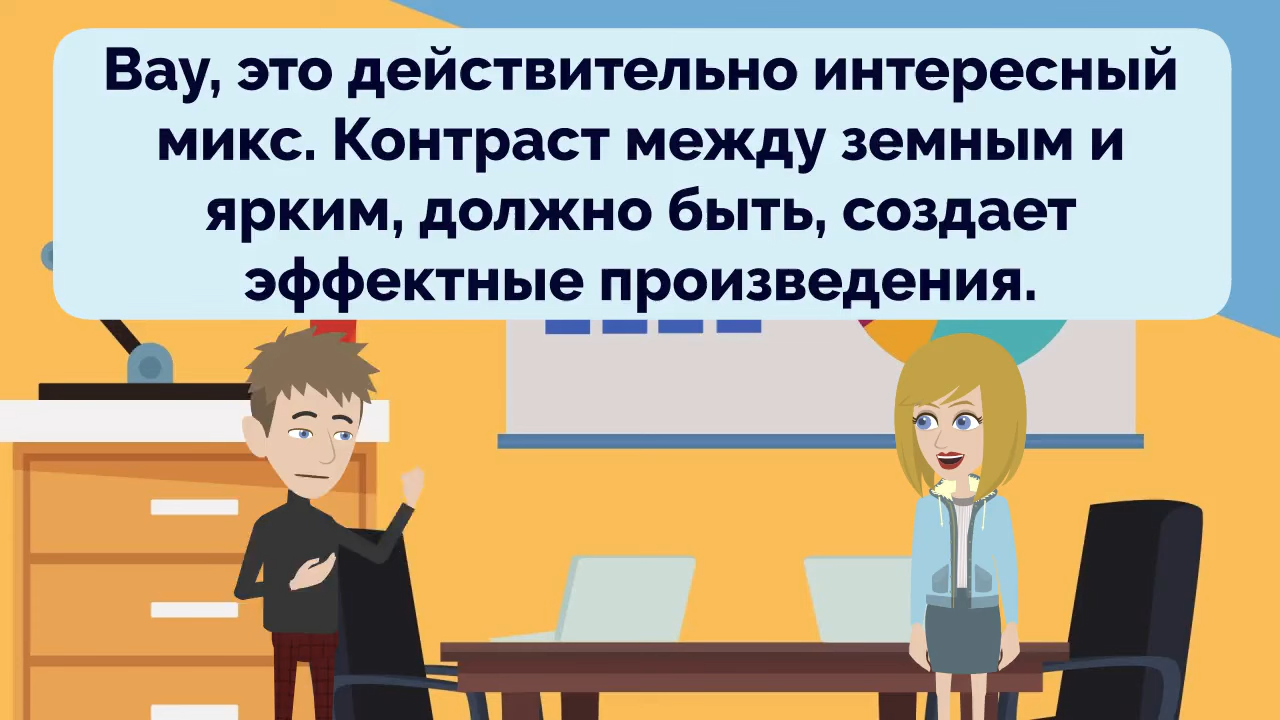 Вау, это действительно интересный
микс. Контраст между земным и
ярким, должно быть, создает
эффектные произведения.